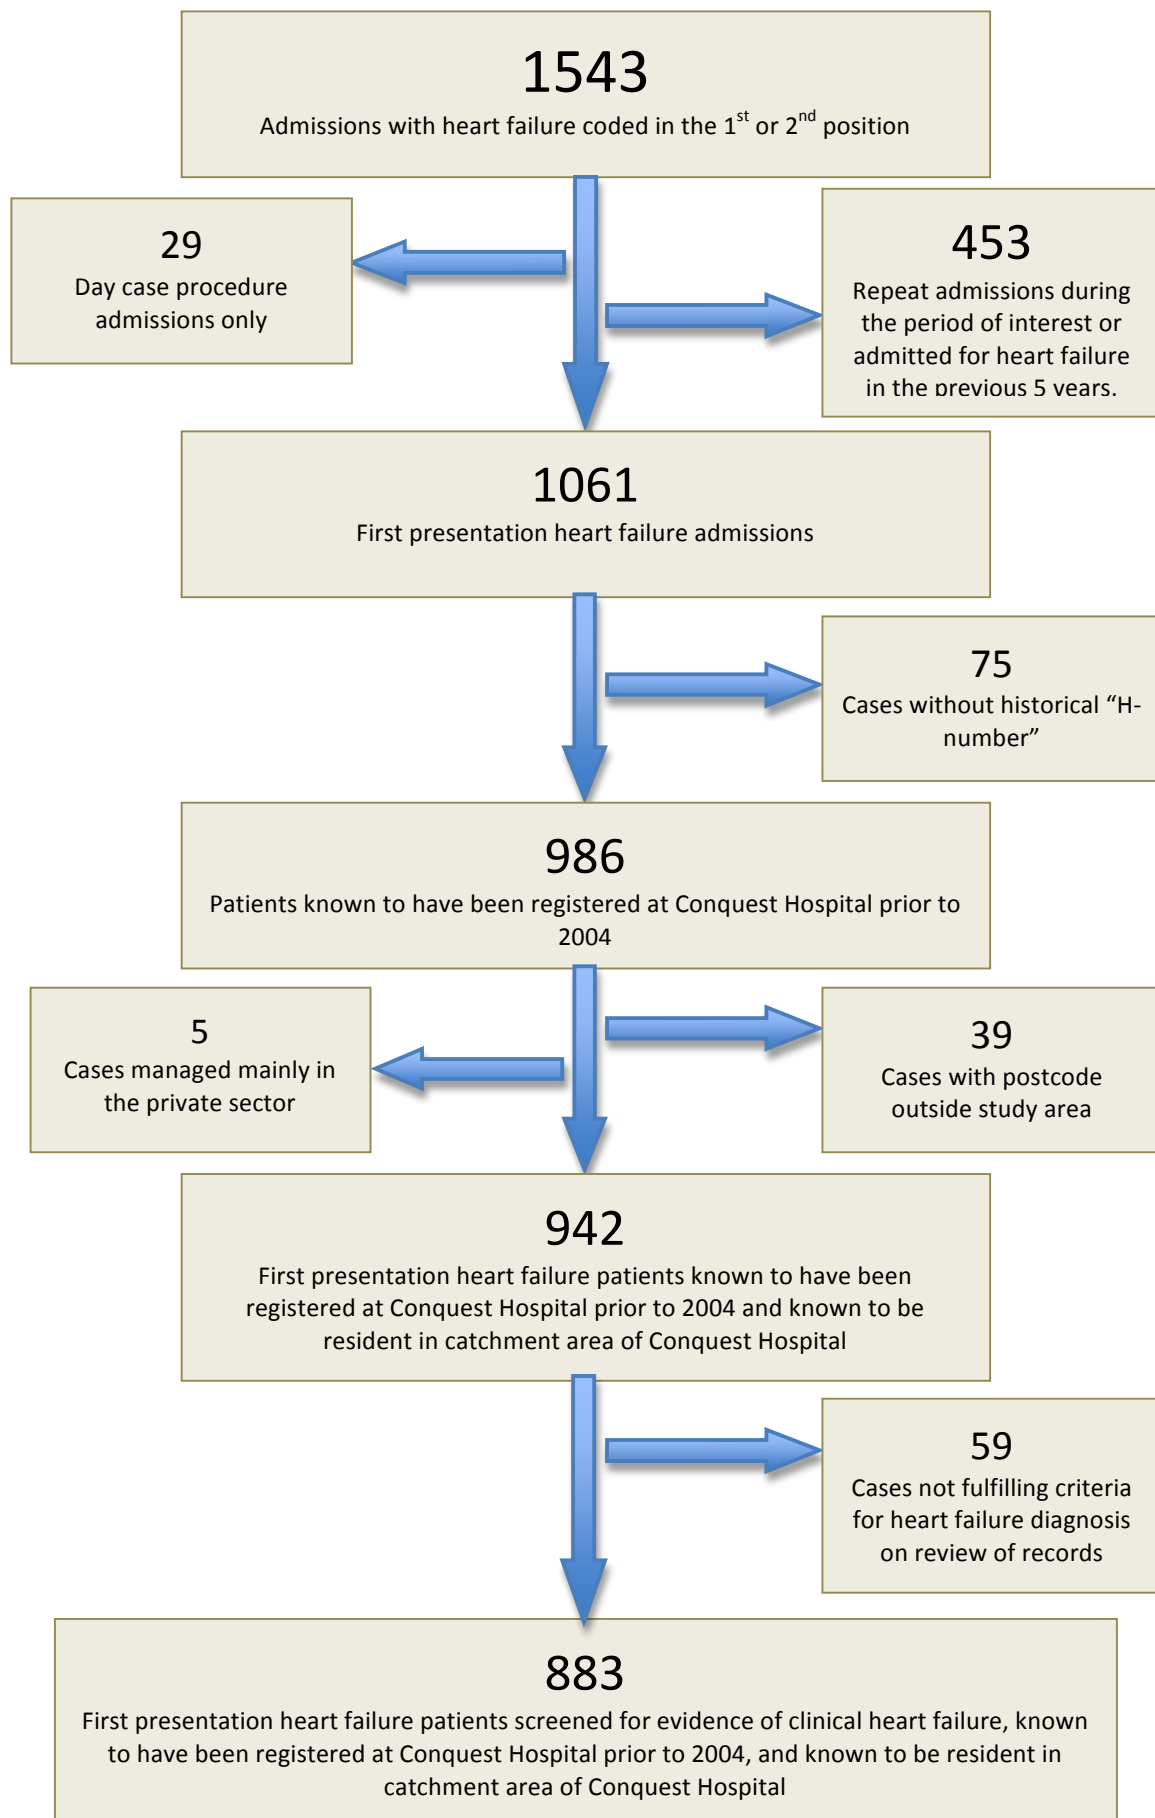 1543
Admissions with heart failure coded in the 1st or 2nd position
29
Day case procedure
admissions only
453
Repeat admissions during
the period of interest or
admitted for heart failure
in the previous 5 years.
1061
First presentation heart failure admissions
75
Cases without historical “H-
number”
986
Patients known to have been registered at Conquest Hospital prior to
2004
5
Cases managed mainly in
the private sector
39
Cases with postcode
outside study area
942
First presentation heart failure patients known to have been
registered at Conquest Hospital prior to 2004 and known to be
resident in catchment area of Conquest Hospital
59
Cases not fulfilling criteria
for heart failure diagnosis
on review of records
883
First presentation heart failure patients screened for evidence of clinical heart failure, known
to have been registered at Conquest Hospital prior to 2004, and known to be resident in
catchment area of Conquest Hospital